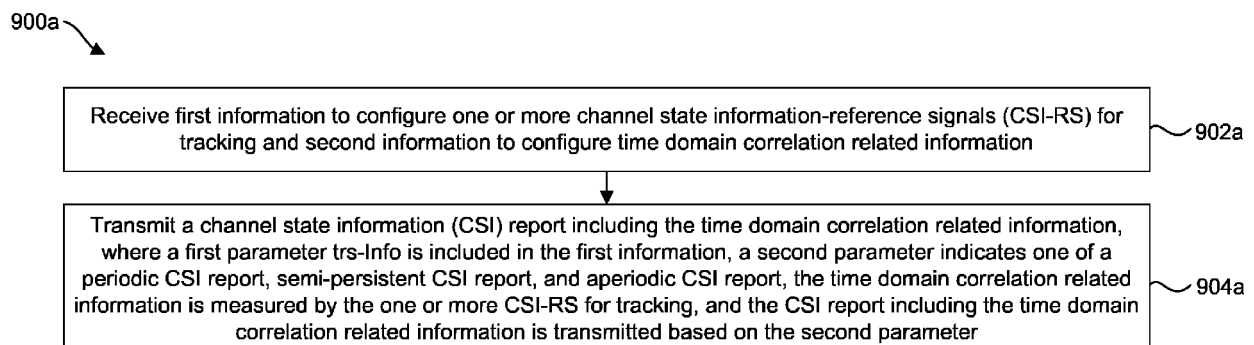 900a
Receive first information to configure one or more channel state information-reference signals (CSI-RS) for
tracking and second information to configure time domain correlation related information
902a
Transmit a channel state information (CSI) report including the time domain correlation related information,
where a first parameter trs-Info is included in the first information, a second parameter indicates one of a
periodic CSI report, semi-persistent CSI report, and aperiodic CSI report, the time domain correlation related
information is measured by the one or more CSI-RS for tracking, and the CSI report including the time domain
correlation related information is transmitted based on the second parameter
904a